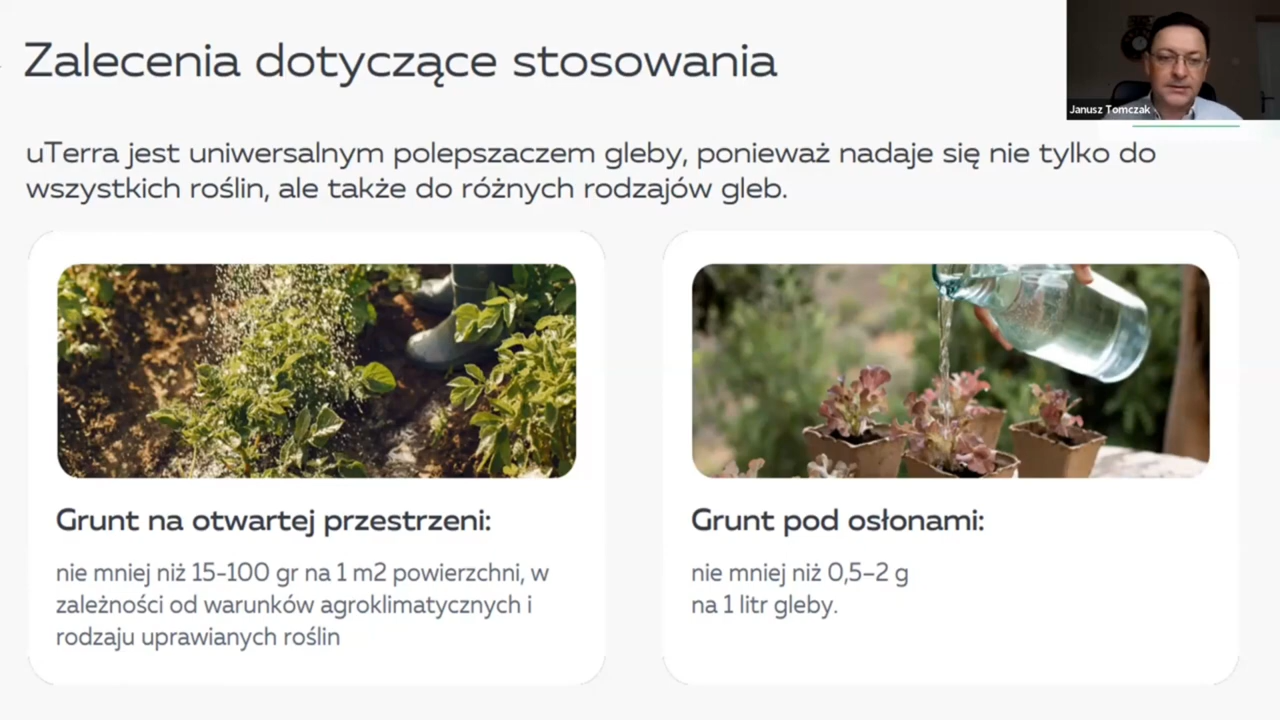 Zalecenia dotyczące stosowania
Janusz Tomczak
uTerra jest uniwersalnym polepszaczem gleby, ponieważ nadaje się nie tylko do
wszystkich roślin, ale także do różnych rodzajów gleb.
Grunt na otwartej przestrzeni:
nie mniej niż 15-100 gr na 1 m2 powierzchni, w
zależności od warunków agroklimatycznych i
rodzaju uprawianych roślin
Grunt pod osłonami:
nie mniej niż 0,5–2 g
na 1 litr gleby.